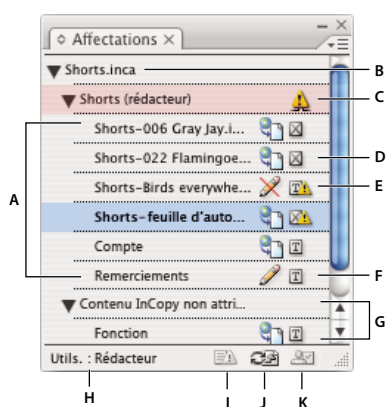 Affectations
Shorts.inca
B
Shorts (rédacteur)
C
Shorts-006 Gray Jay.i...
Shorts-022 Flamingoe...
D
Shorts-Birds everywhe...
E
A
Shorts-feuille d'auto...
Compte
Remerciements
F
Contenu InCopy non attri...
G
Fonction
Utils. : Rédacteur
H
I
J
K